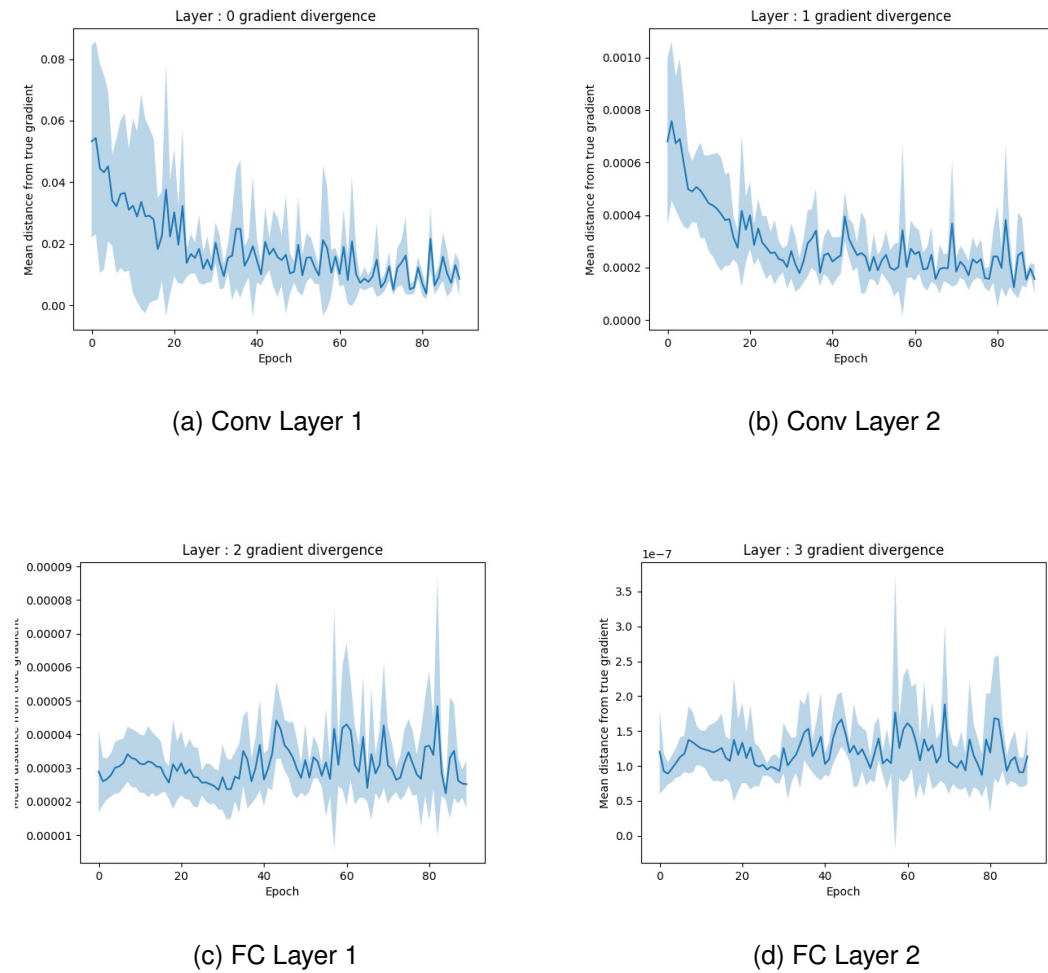 Layer : 0 gradient divergence
Mean distance from true gradient
0.08
0.06
0.04
0.02
0.00
0 20 40 60 80
Epoch
(a) Conv Layer 1
Layer : 1 gradient divergence
Mean distance from true gradient
0.0010
0.0008
0.0006
0.0004
0.0002
0.0000
0 20 40 60 80
Epoch
(b) Conv Layer 2
Layer : 2 gradient divergence
distance from true gradient
0.00009
0.00008
0.00007
0.00006
0.00005
0.00004
0.00003
0.00002
0.00001
0 20 40 60 80
Epoch
(c) FC Layer 1
1e−7
Layer : 3 gradient divergence
Mean distance from true gradient
3.5
3.0
2.5
2.0
1.5
1.0
0.5
0.0
0 20 40 60 80
Epoch
(d) FC Layer 2